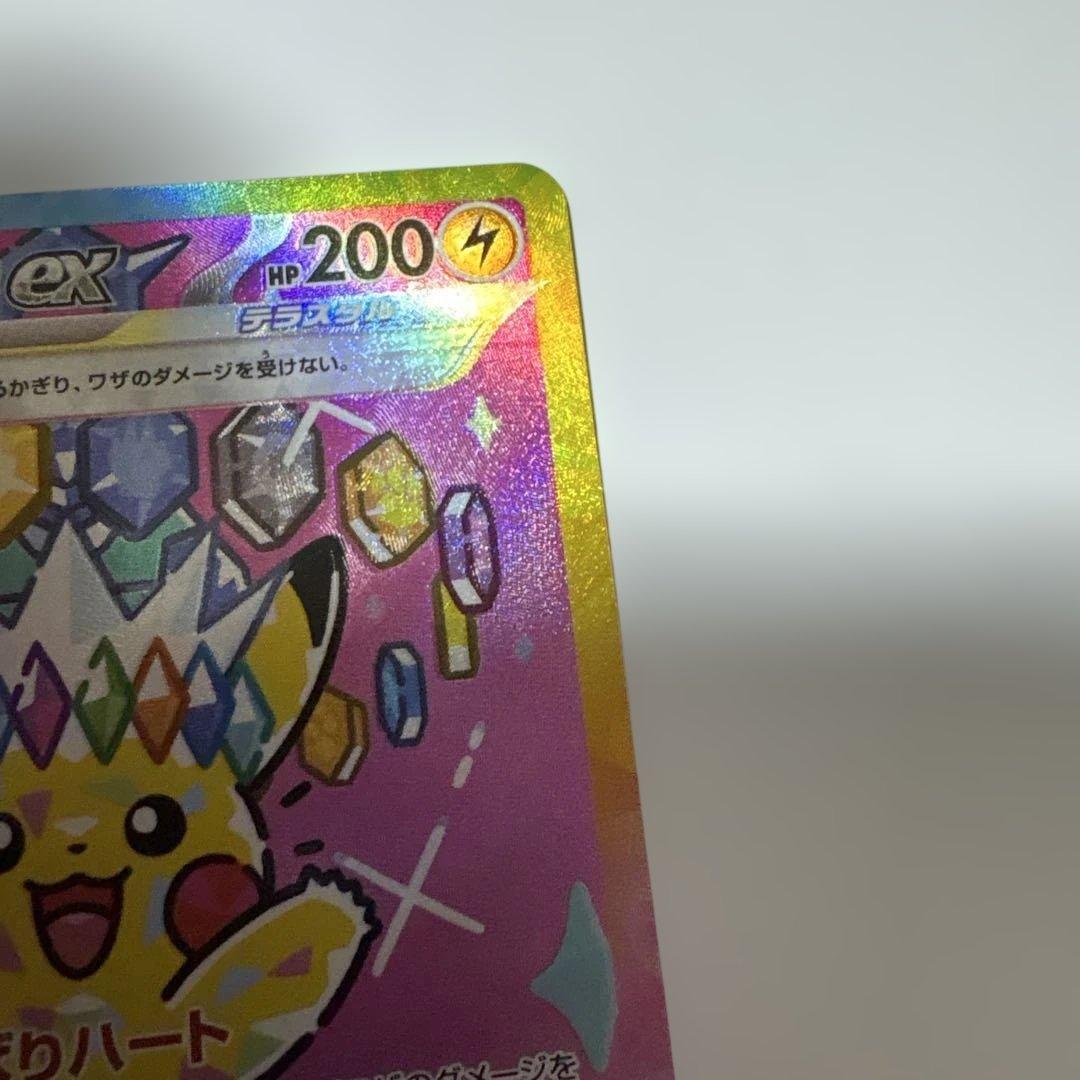 ex HP200
テラスタル
かぎり、ワザのダメージを受けない。
りハート
ザのダメージを